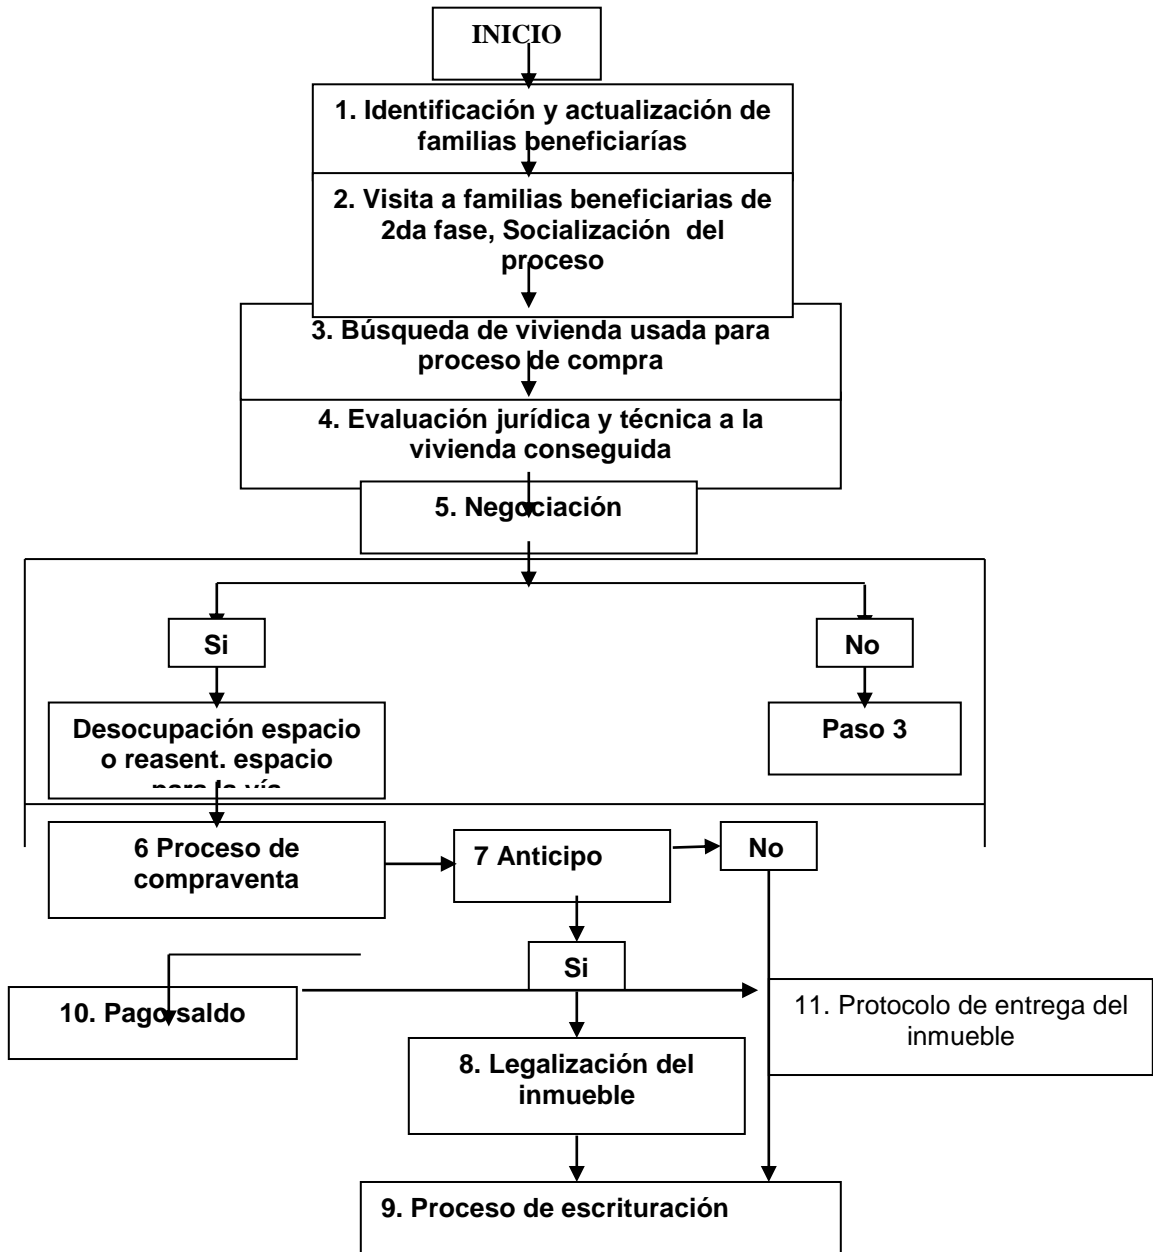 INICIO
1. Identificación y actualización de
familias beneficiarías
2. Visita a familias beneficiarias de
2da fase, Socialización del
proceso
3. Búsqueda de vivienda usada para
proceso de compra
4. Evaluación jurídica y técnica a la
vivienda conseguida
5. Negociación
Si
No
Desocupación espacio
o reasent. espacio
para la vía
Paso 3
6 Proceso de
compraventa
7 Anticipo
No
Si
10. Pago saldo
11. Protocolo de entrega del
inmueble
8. Legalización del
inmueble
9. Proceso de escrituración